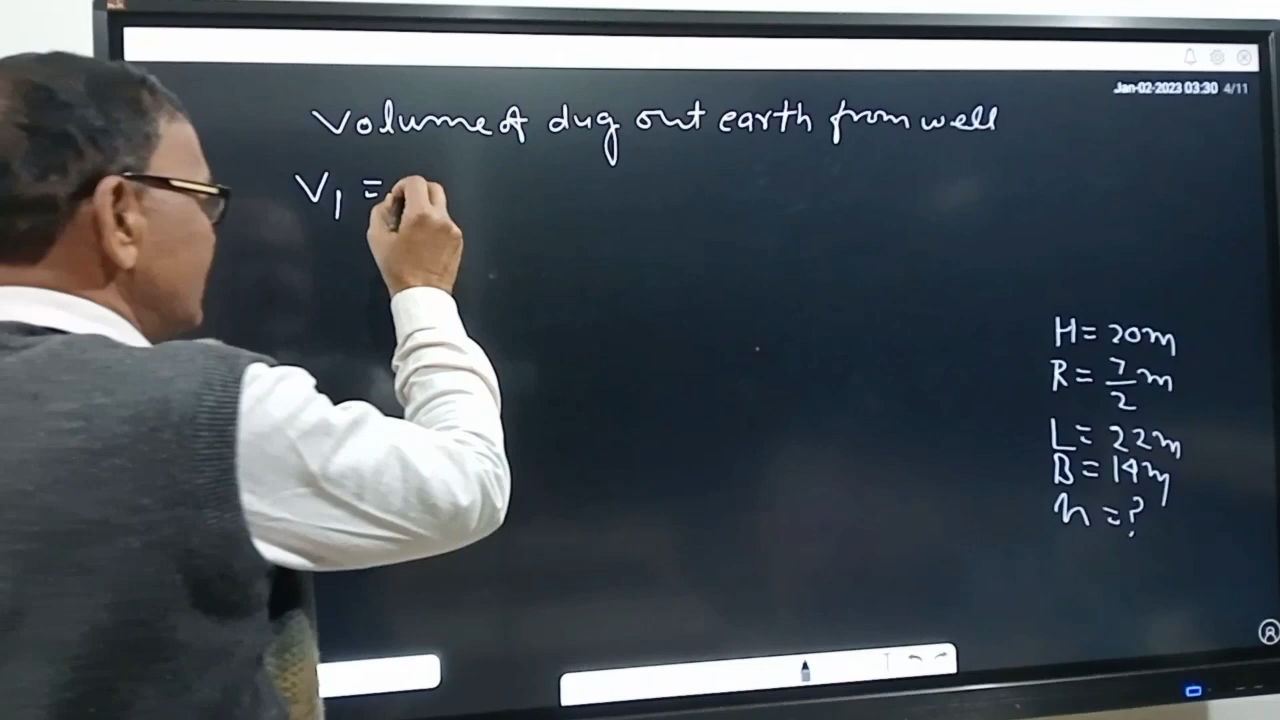 Jan-02-2023 03:30 4/11
Volume of dug out earth from well
V1 =
H = 20m
R = 7/2 m
L = 22m
B = 14m
h = ?